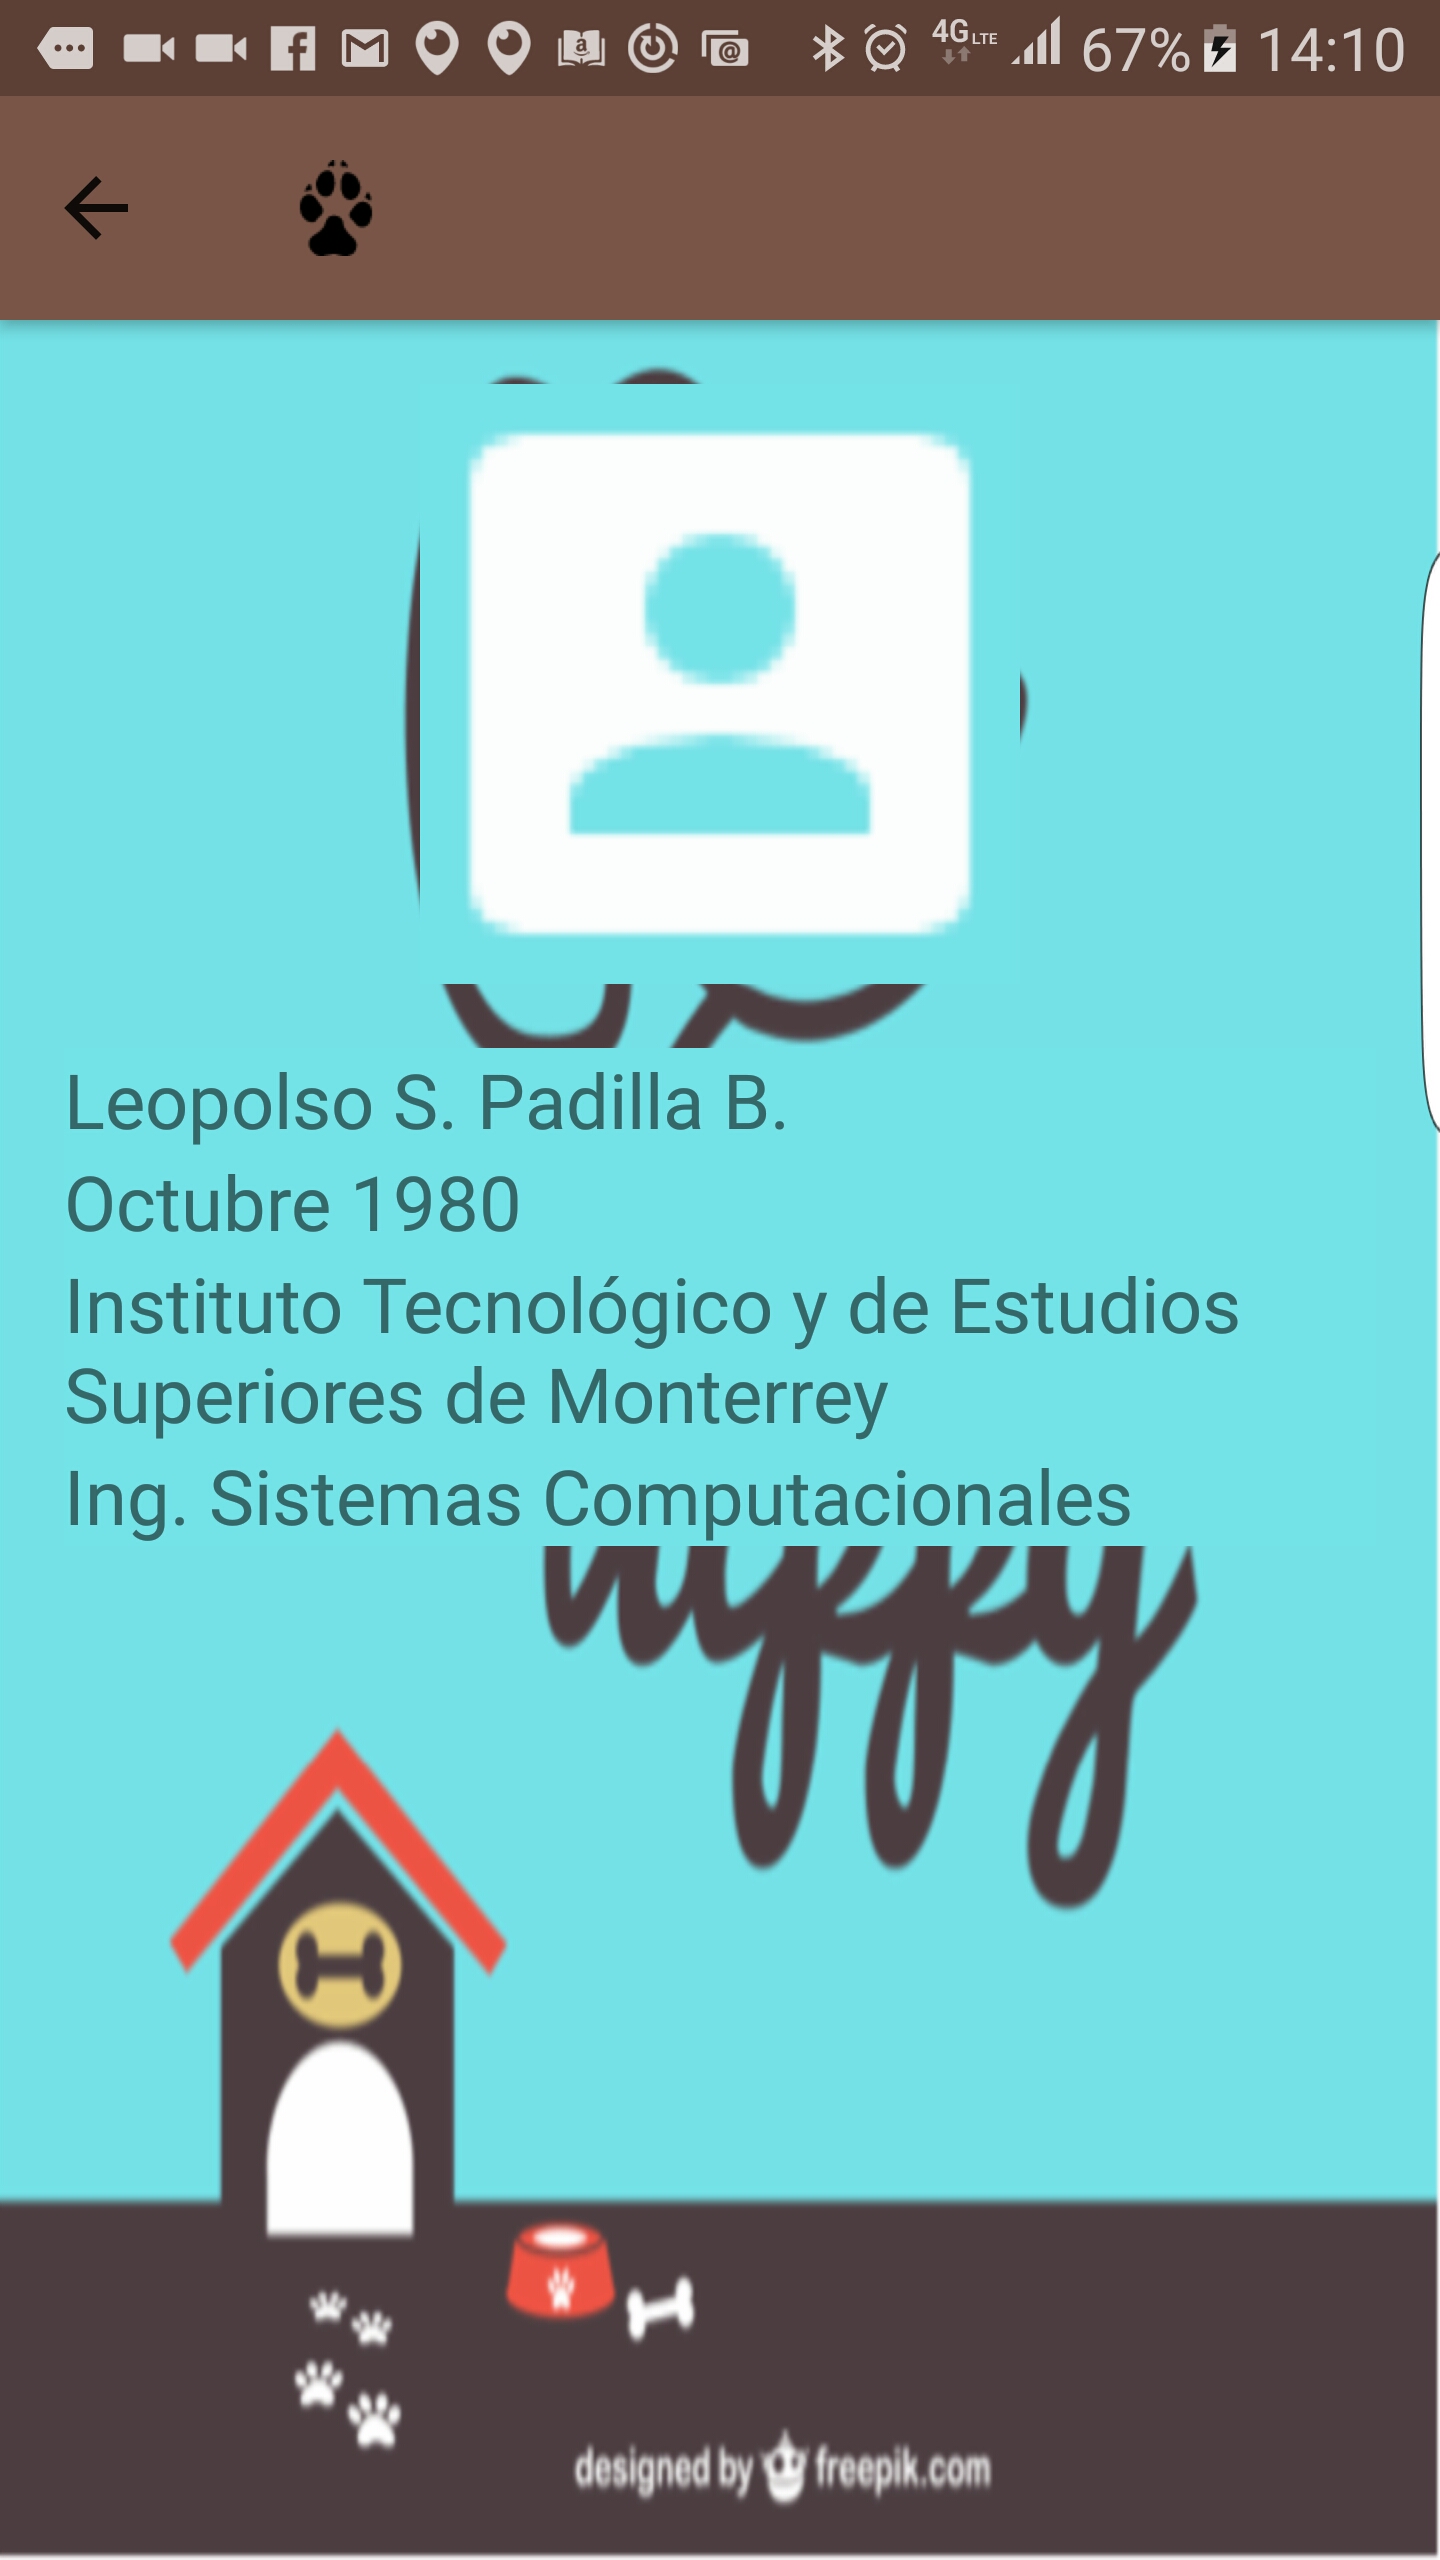 4G LTE 67% 14:10
Leopolso S. Padilla B.
Octubre 1980
Instituto Tecnológico y de Estudios
Superiores de Monterrey
Ing. Sistemas Computacionales
designed by freepik.com